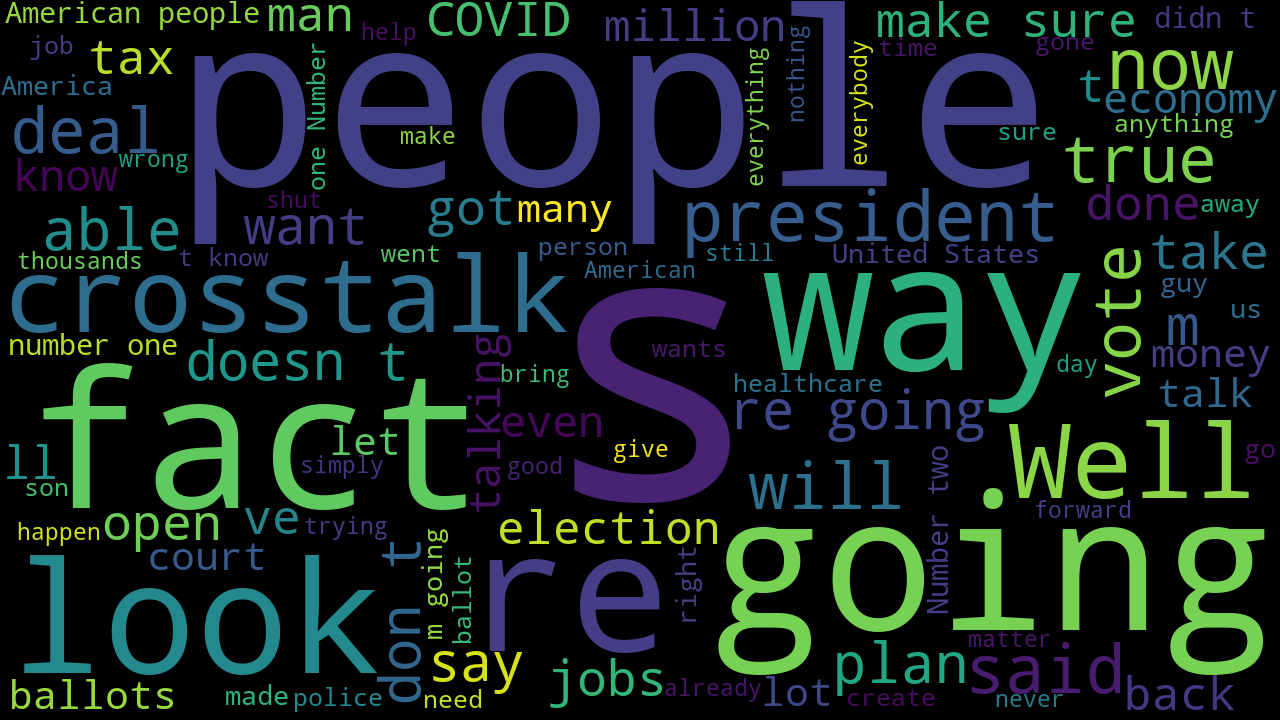 American people
man
COVID
million
make sure
didn t
job
help
time
gone
tax
people
now
America
one Number
everything
nothing
everybody
t
economy
deal
make
sure
anything
wrong
true
know
shut
got
many
president
done
away
able
want
thousands
t know
went
person
still
United States
take
American
crosstalk
s
way
vote
guy
us
m
number one
doesn t
talking
wants
money
day
bring
healthcare
talk
fact
re going
even
let
give
Well
ll
simply
good
will
go
son
Number two
forward
happen
open
ve
trying
election
going
court
don t
m going
ballot
re
right
look
matter
say
jobs
plan
said
ballots
made
police
need
already
lot
create
never
back